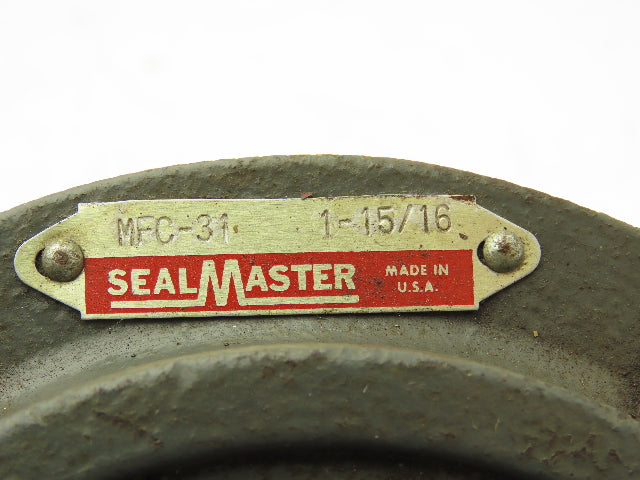 MFC-31 1-15/16
SEALMASTER MADE IN
U.S.A.